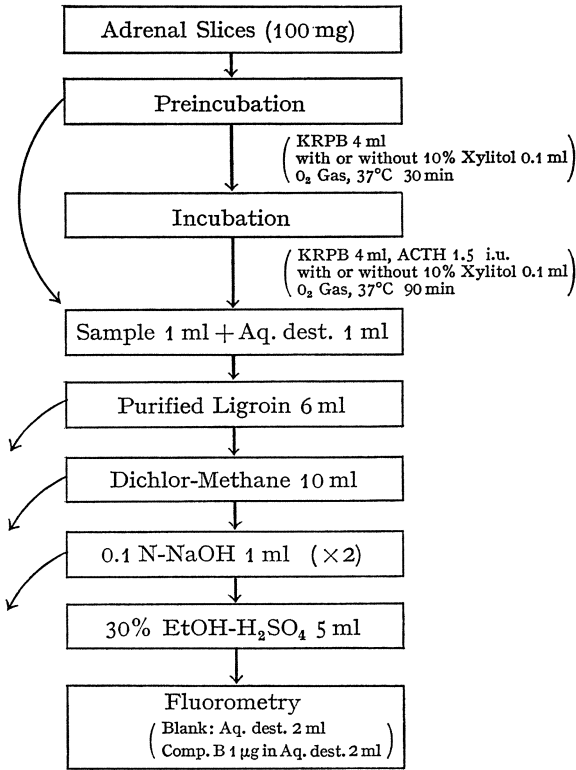 Adrenal Slices (100 mg)
Preincubation
KRPB 4 ml
with or without 10% Xylitol 0.1 ml
O₂ Gas, 37°C 30 min
Incubation
KRPB 4 ml, ACTH 1.5 i.u.
with or without 10% Xylitol 0.1 ml
O₂ Gas, 37°C 90 min
Sample 1 ml + Aq. dest. 1 ml
Purified Ligroin 6 ml
Dichlor-Methane 10 ml
0.1 N-NaOH 1 ml (×2)
30% EtOH-H₂SO₄ 5 ml
Fluorometry
(Blank: Aq. dest. 2 ml
Comp. B 1 μg in Aq. dest. 2 ml)